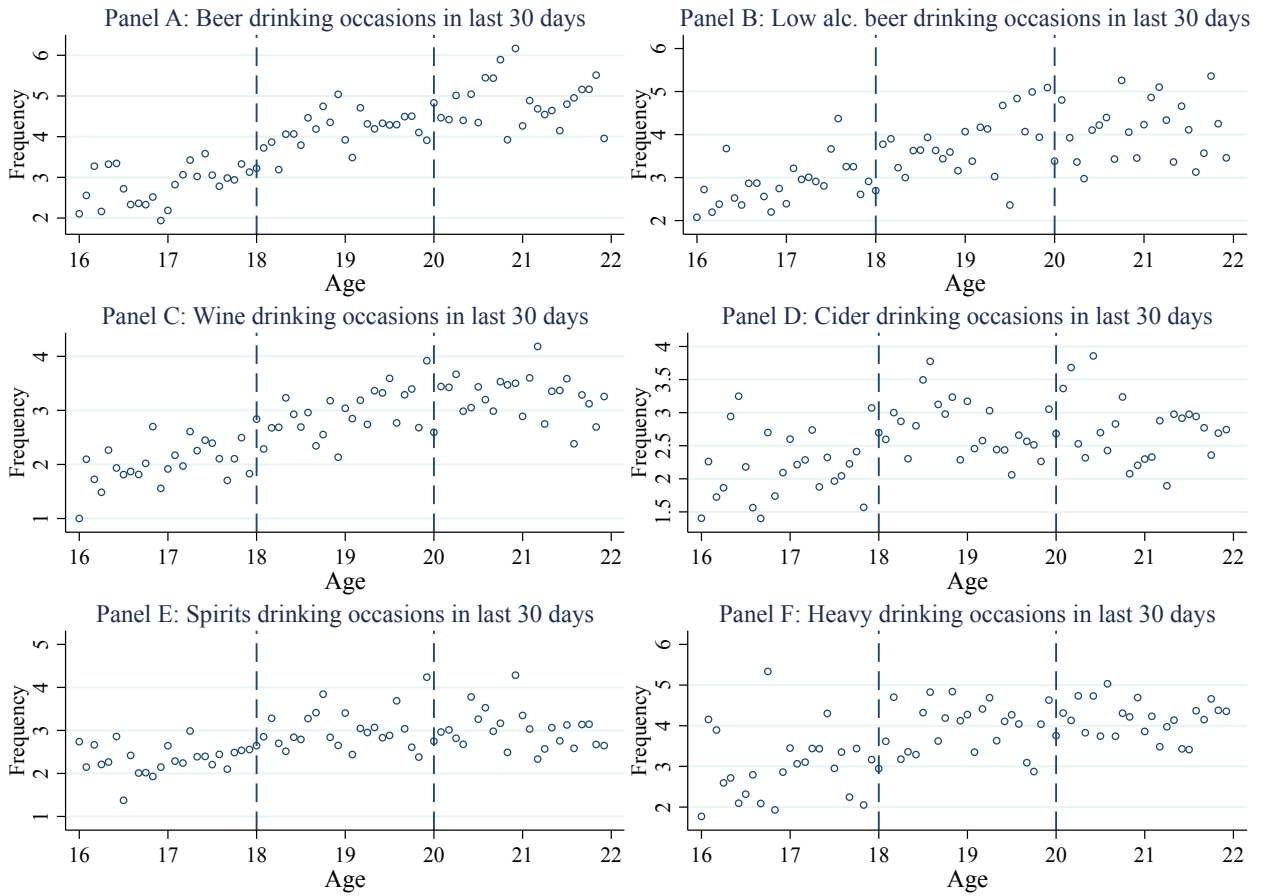 Panel A: Beer drinking occasions in last 30 days
Frequency
6
5
4
3
2
16 17 18 19 20 21 22
Age
Panel B: Low alc. beer drinking occasions in last 30 days
Frequency
6
5
4
3
2
16 17 18 19 20 21 22
Age
Panel C: Wine drinking occasions in last 30 days
Frequency
4
3
2
1
16 17 18 19 20 21 22
Age
Panel D: Cider drinking occasions in last 30 days
Frequency
4
3.5
3
2.5
2
1.5
16 17 18 19 20 21 22
Age
Panel E: Spirits drinking occasions in last 30 days
Frequency
5
4
3
2
1
16 17 18 19 20 21 22
Age
Panel F: Heavy drinking occasions in last 30 days
Frequency
6
5
4
3
2
16 17 18 19 20 21 22
Age